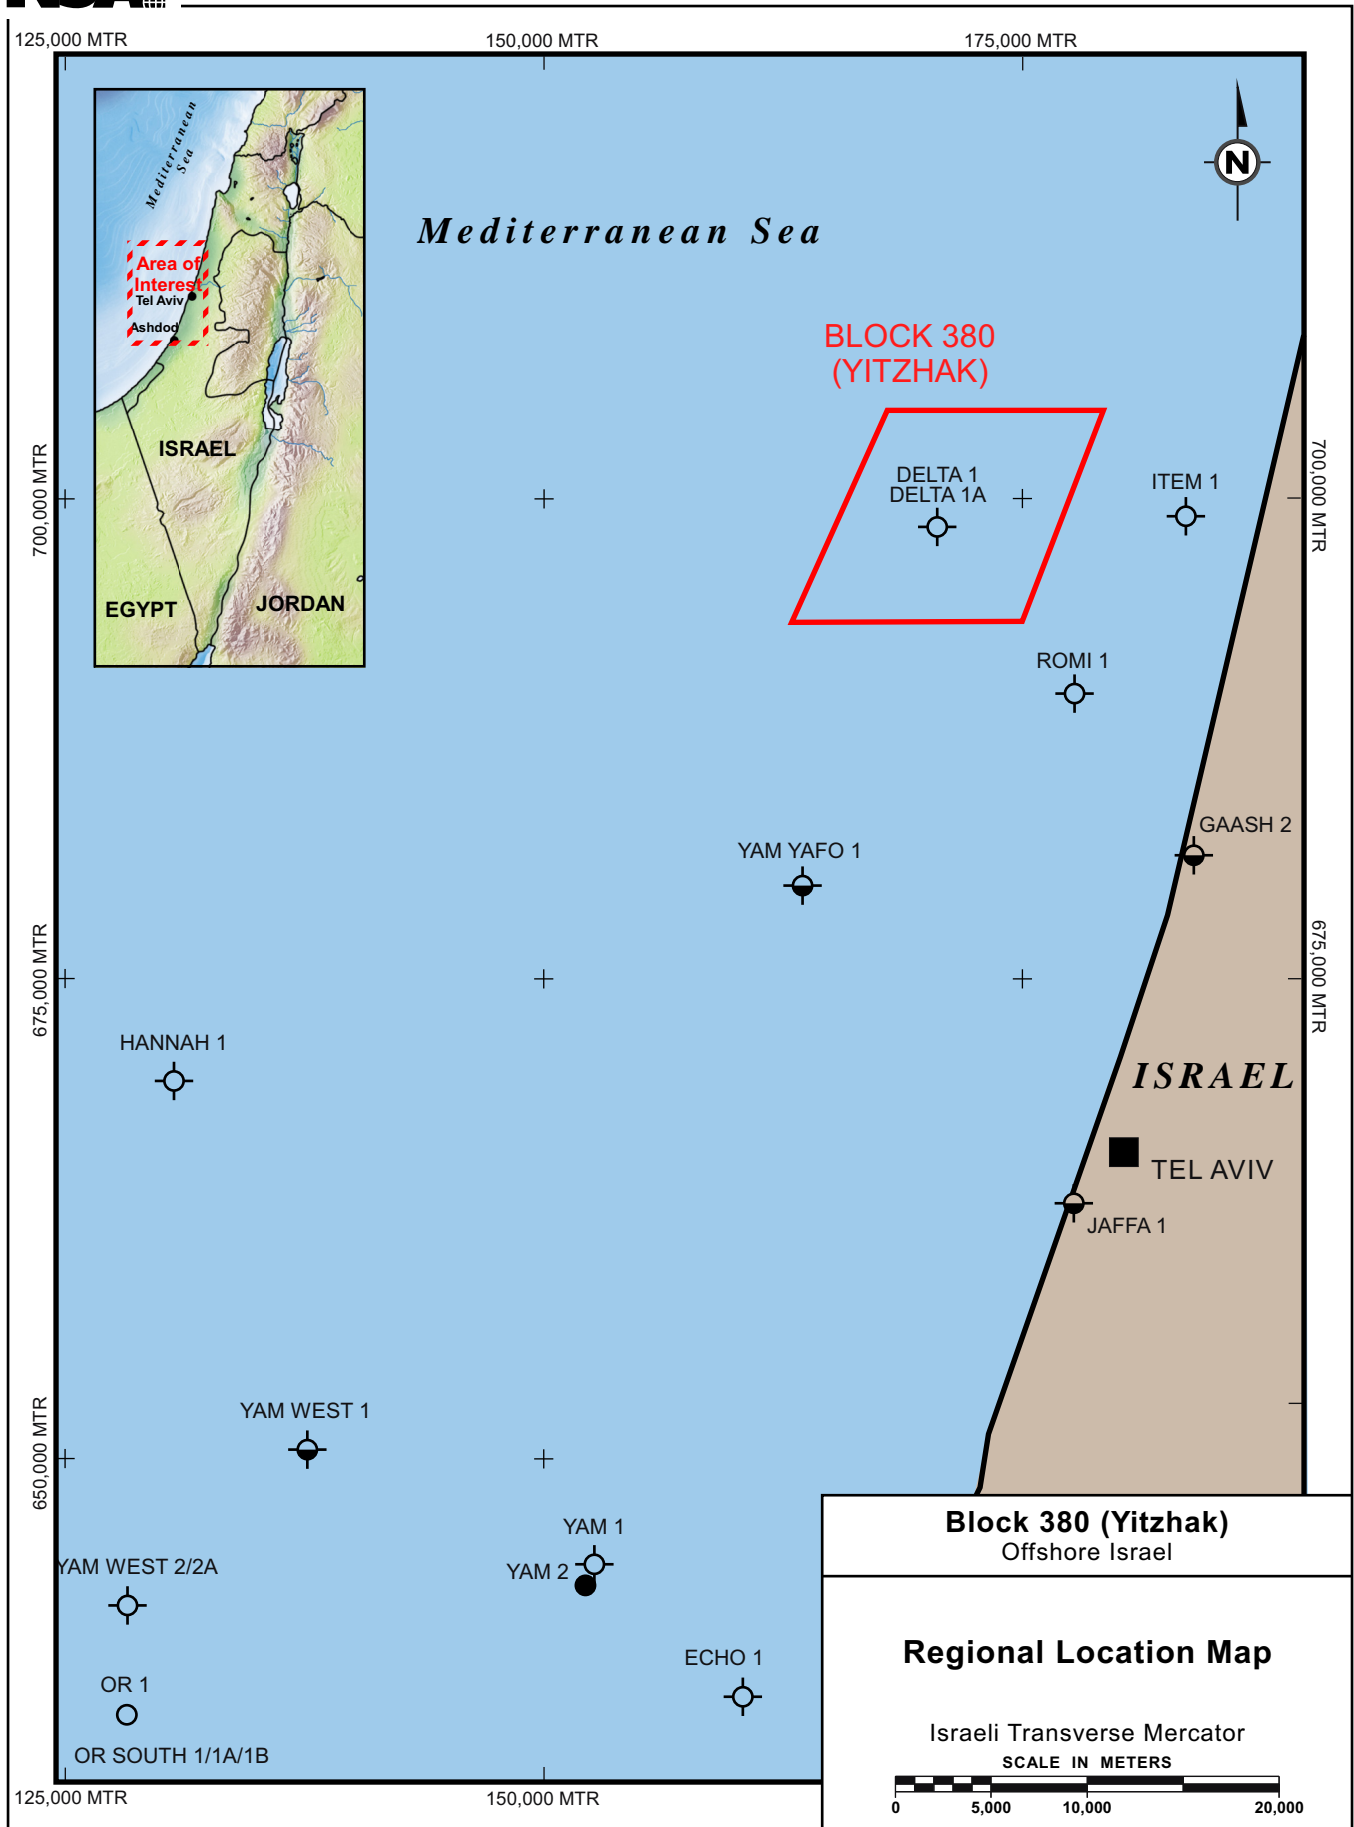 125,000 MTR
150,000 MTR
175,000 MTR
Mediterranean
Sea
Area of
Interest
Tel Aviv
Ashdod
ISRAEL
EGYPT
JORDAN
Mediterranean Sea
N
BLOCK 380
(YITZHAK)
DELTA 1
DELTA 1A
ITEM 1
700,000 MTR
700,000 MTR
ROMI 1
GAASH 2
YAM YAFO 1
675,000 MTR
675,000 MTR
HANNAH 1
ISRAEL
TEL AVIV
JAFFA 1
YAM WEST 1
650,000 MTR
YAM 1
YAM 2
YAM WEST 2/2A
ECHO 1
OR 1
OR SOUTH 1/1A/1B
125,000 MTR
150,000 MTR
Block 380 (Yitzhak)
Offshore Israel
Regional Location Map
Israeli Transverse Mercator
SCALE IN METERS
0 5,000 10,000 20,000